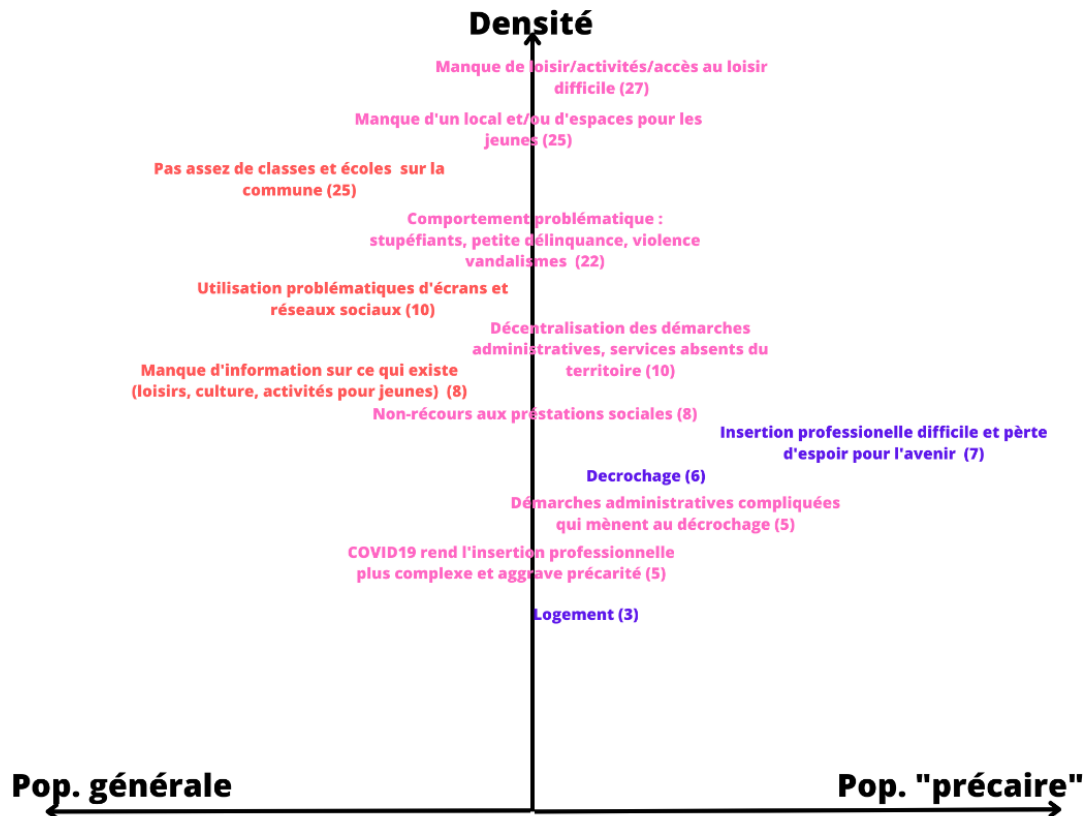 Densité
Manque de loisir/activités/accès au loisir
difficile (27)
Manque d'un local et/ou d'espaces pour les
jeunes (25)
Pas assez de classes et écoles sur la
commune (25)
Comportement problématique :
stupéfiants, petite délinquance, violence
vandalismes (22)
Utilisation problématiques d'écrans et
réseaux sociaux (10)
Décentralisation des démarches
administratives, services absents du
territoire (10)
Manque d'information sur ce qui existe
(loisirs, culture, activités pour jeunes) (8)
Non-récours aux préstations sociales (8)
Insertion professionelle difficile et pèrte
d'espoir pour l'avenir (7)
Decrochage (6)
Démarches administratives compliquées
qui mènent au décrochage (5)
COVID19 rend l'insertion professionnelle
plus complexe et aggrave précarité (5)
Logement (3)
Pop. générale
Pop. "précaire"